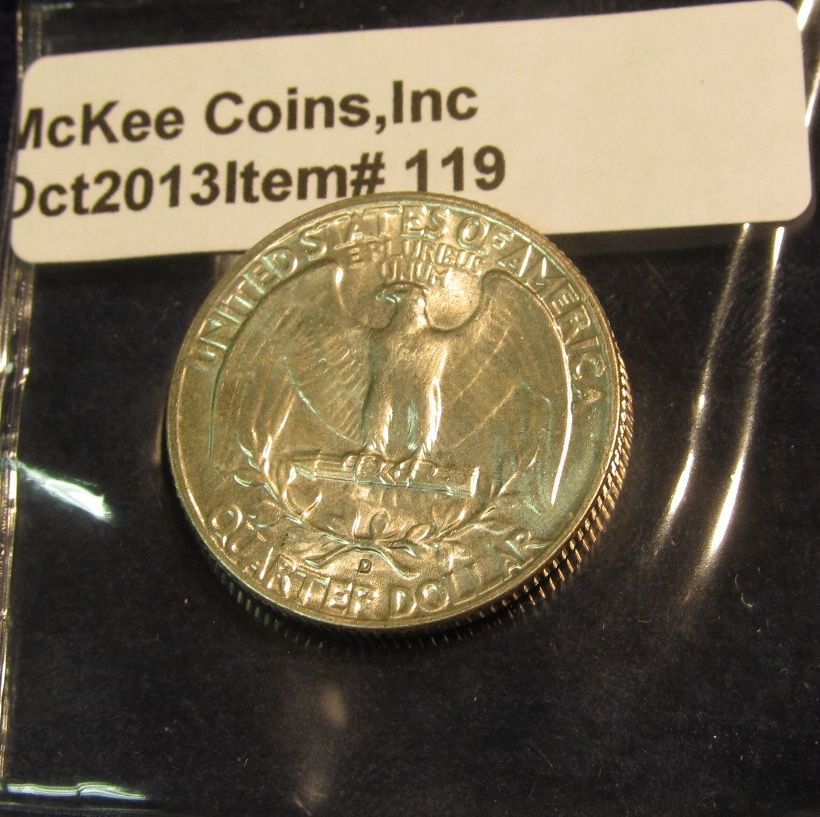 McKee Coins,Inc
Oct2013Item# 119
UNITED STATES OF AMERICA
E PLURIBUS
UNUM
D
QUARTER DOLLAR